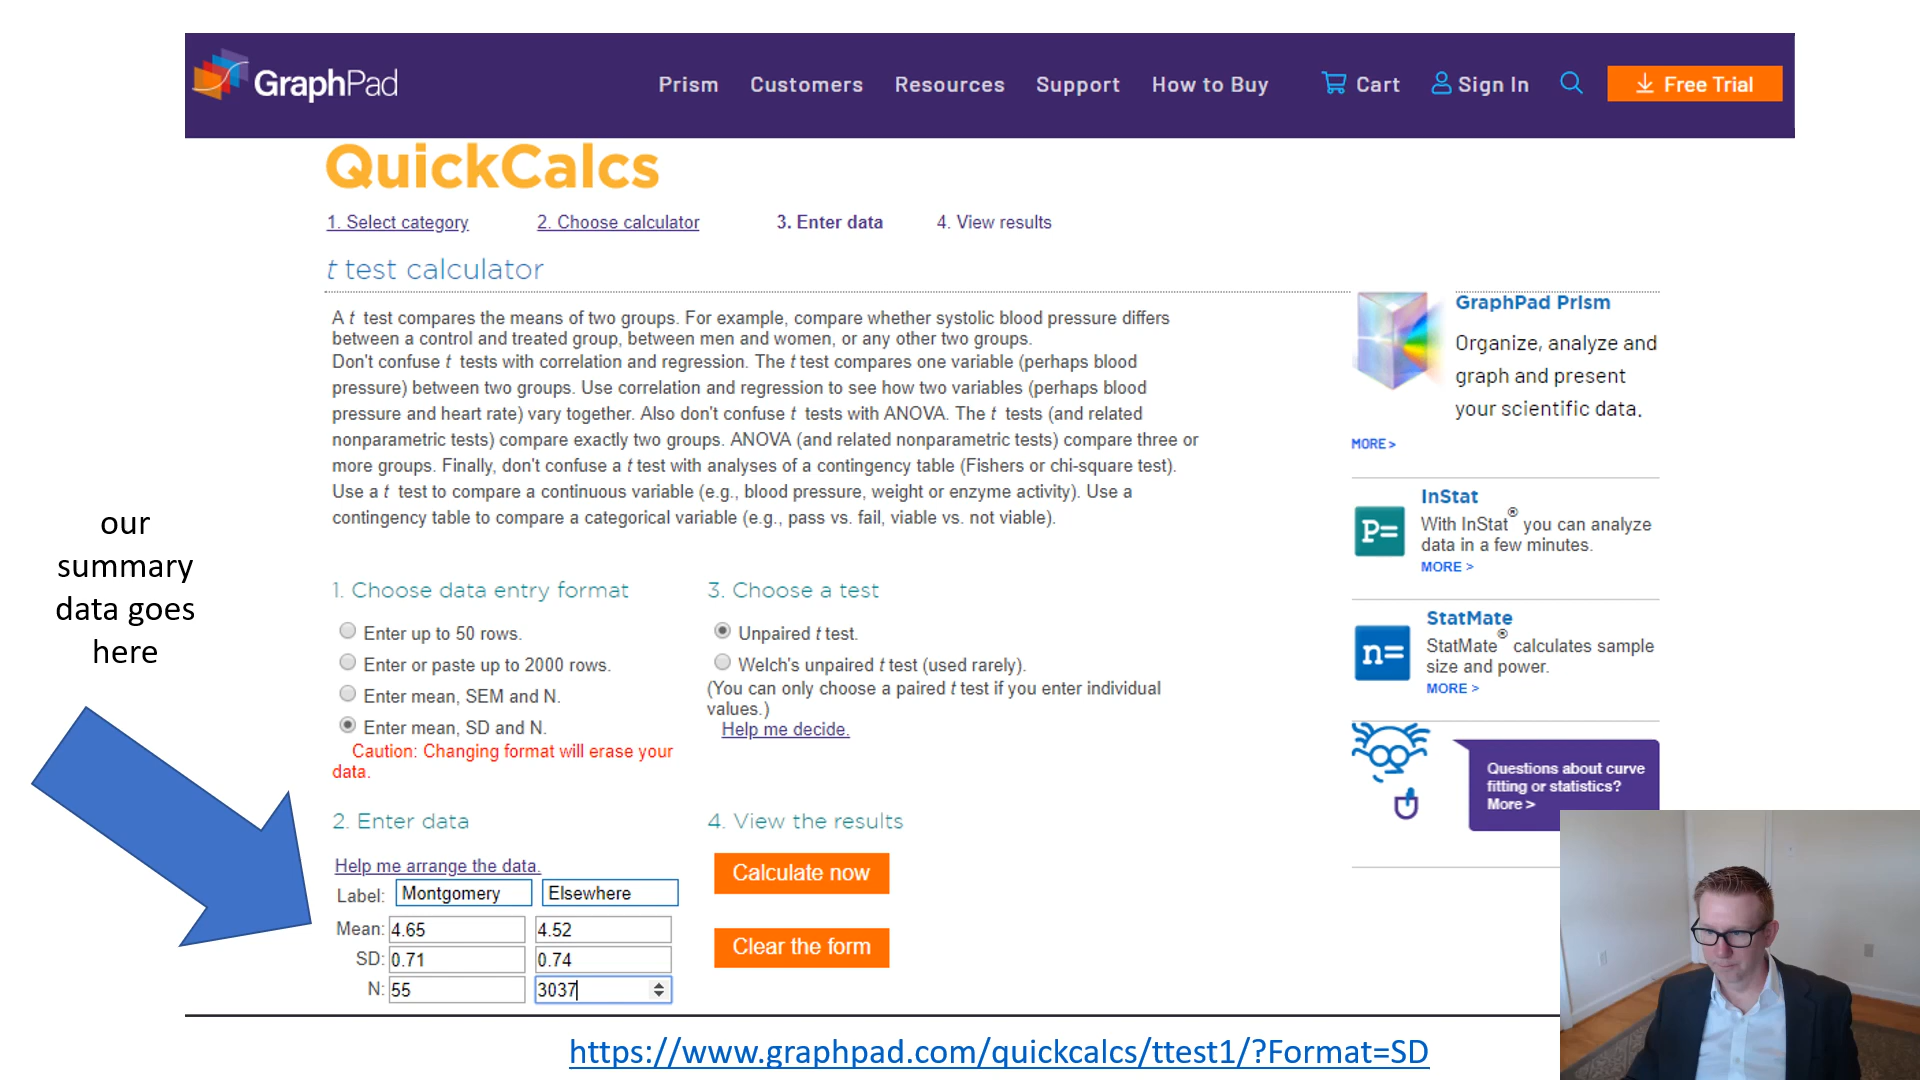 GraphPad
Prism Customers Resources Support How to Buy Cart Sign In Free Trial
QuickCalcs
1. Select category 2. Choose calculator 3. Enter data 4. View results
t test calculator
A t test compares the means of two groups. For example, compare whether systolic blood pressure differs
between a control and treated group, between men and women, or any other two groups.
Don't confuse t tests with correlation and regression. The t test compares one variable (perhaps blood
pressure) between two groups. Use correlation and regression to see how two variables (perhaps blood
pressure and heart rate) vary together. Also don't confuse t tests with ANOVA. The t tests (and related
nonparametric tests) compare exactly two groups. ANOVA (and related nonparametric tests) compare three or
more groups. Finally, don't confuse a t test with analyses of a contingency table (Fishers or chi-square test).
Use a t test to compare a continuous variable (e.g., blood pressure, weight or enzyme activity). Use a
contingency table to compare a categorical variable (e.g., pass vs. fail, viable vs. not viable).
GraphPad Prism
Organize, analyze and
graph and present
your scientific data.
MORE >
P=
InStat
With InStat® you can analyze
data in a few minutes.
MORE >
n=
StatMate
StatMate® calculates sample
size and power.
MORE >
Questions about curve
fitting or statistics?
More >
our
summary
data goes
here
1. Choose data entry format
Enter up to 50 rows.
Enter or paste up to 2000 rows.
Enter mean, SEM and N.
Enter mean, SD and N.
Caution: Changing format will erase your
data.
3. Choose a test
Unpaired t test.
Welch's unpaired t test (used rarely).
(You can only choose a paired t test if you enter individual
values.)
Help me decide.
2. Enter data
Help me arrange the data.
Label: Montgomery Elsewhere
Mean: 4.65 4.52
SD: 0.71 0.74
N: 55 3037
4. View the results
Calculate now
Clear the form
https://www.graphpad.com/quickcalcs/ttest1/?Format=SD